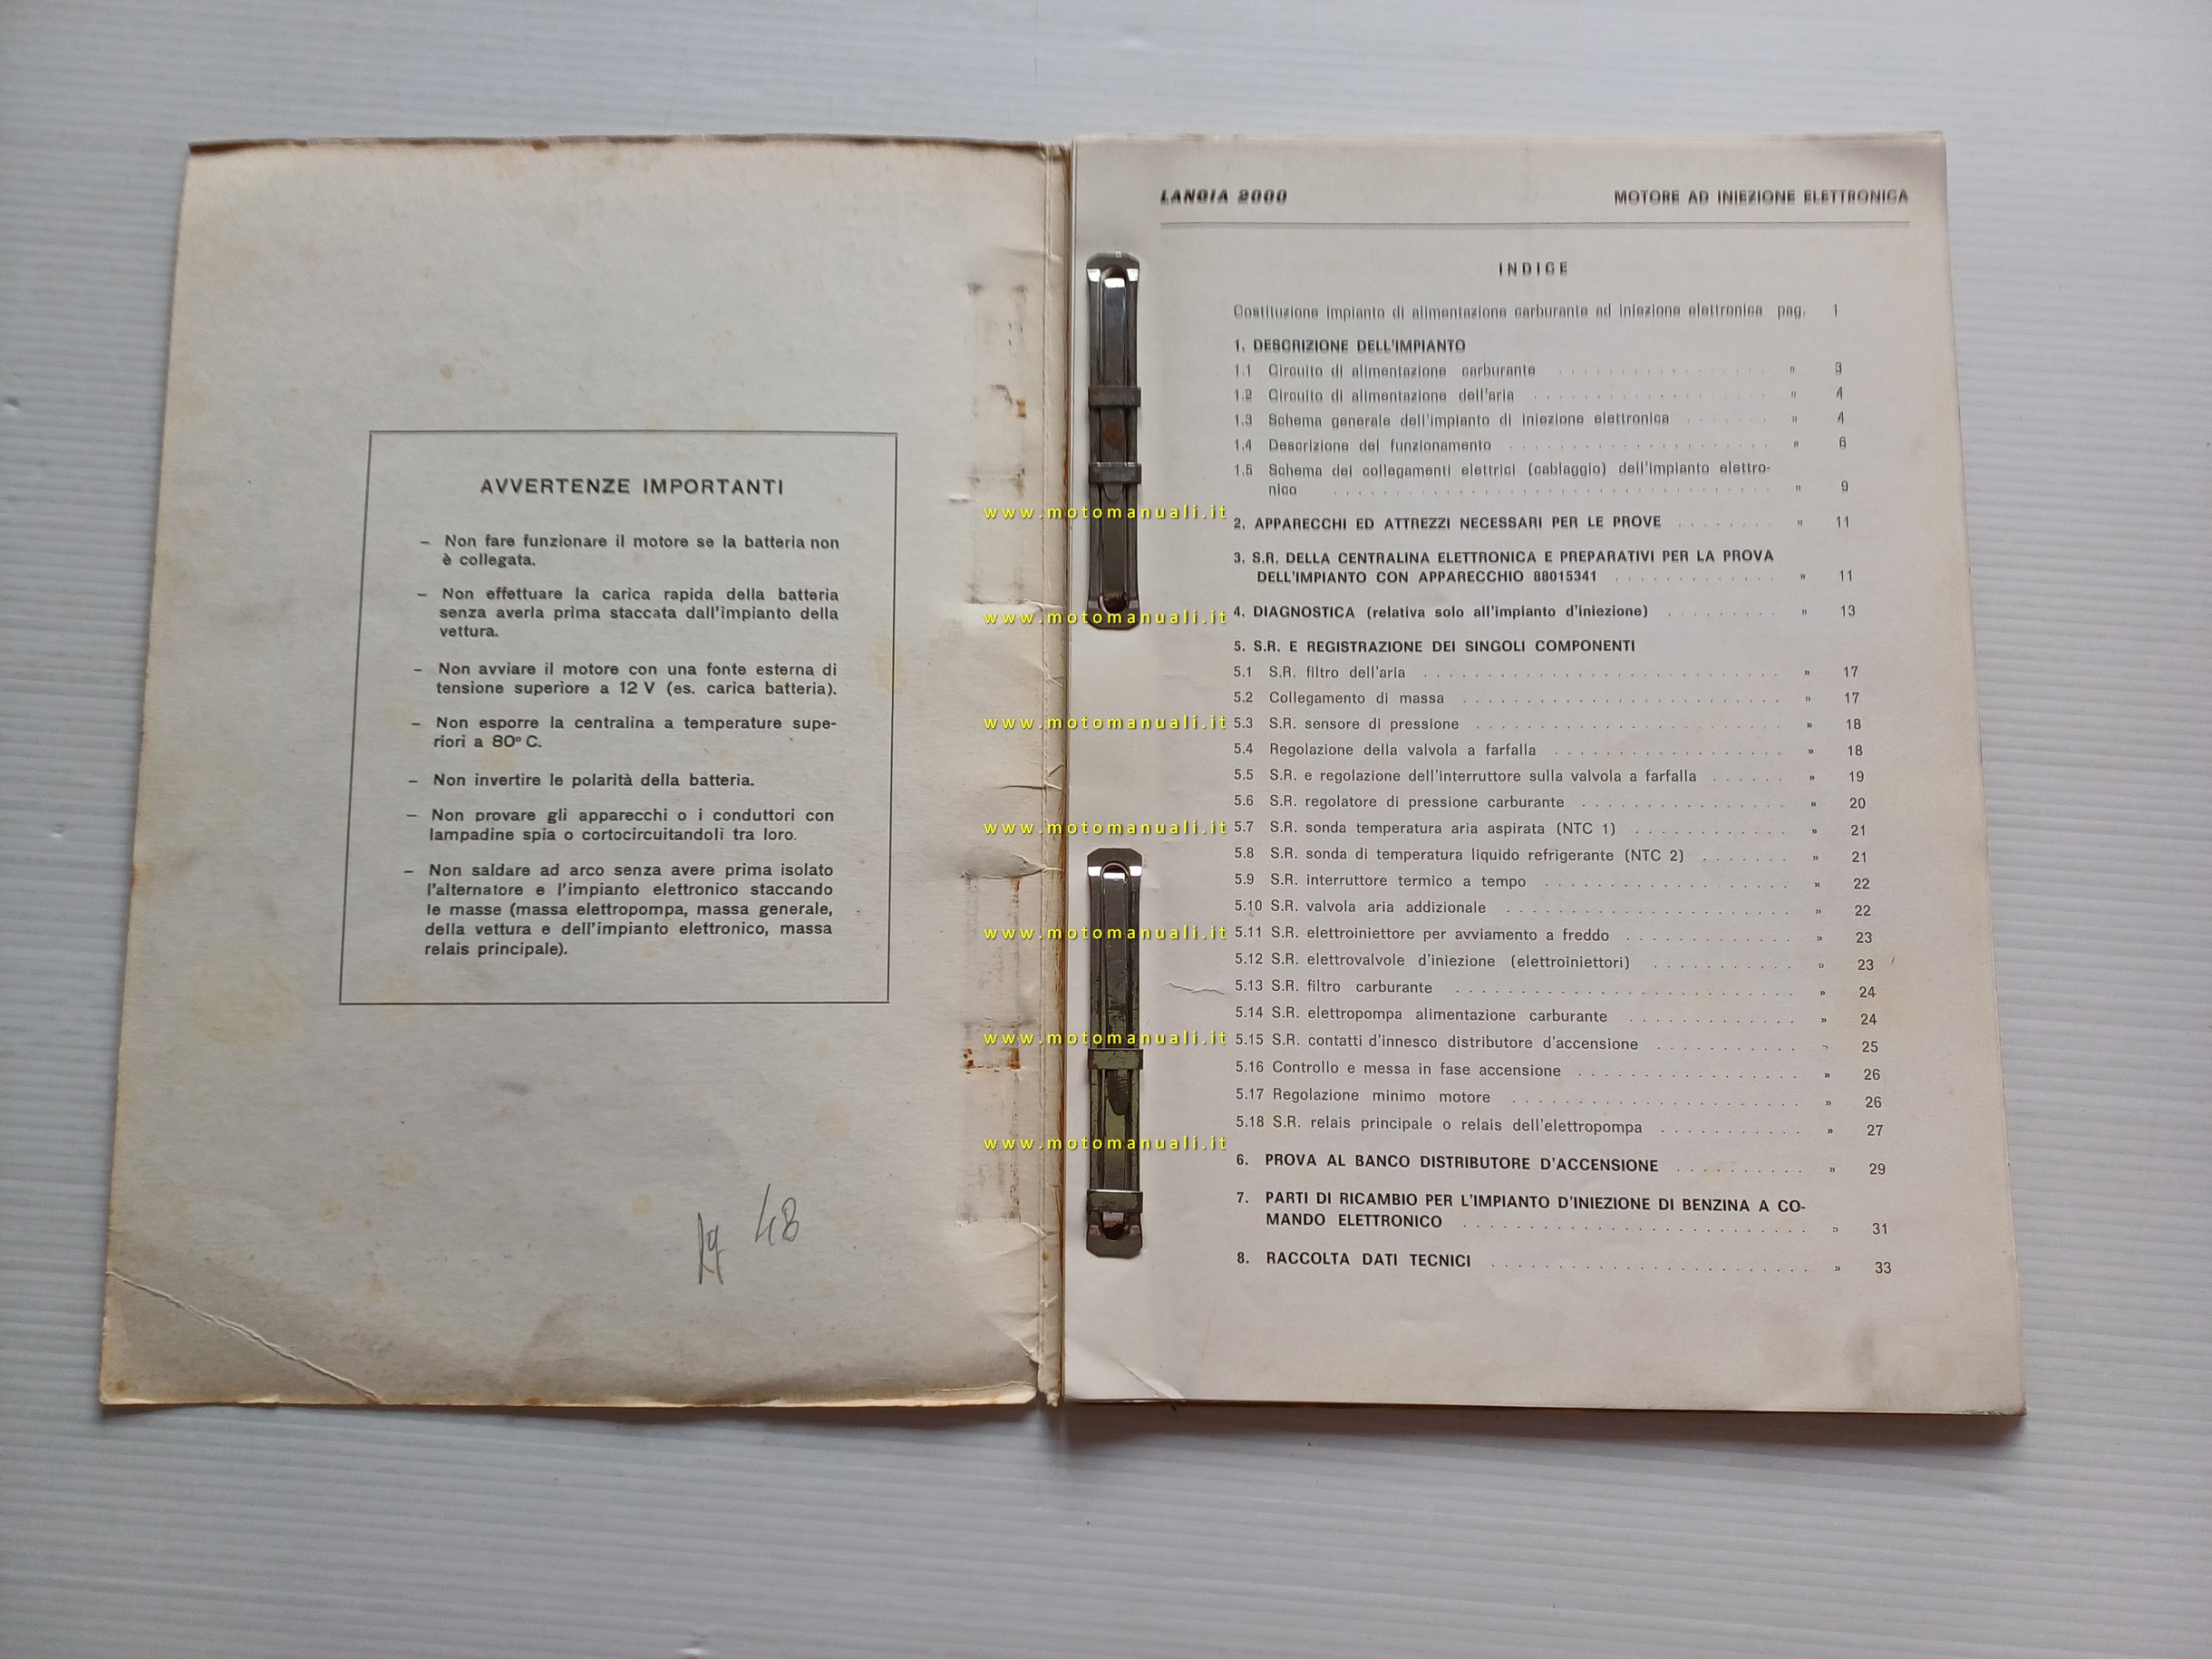 AVVERTENZE IMPORTANTI
– Non fare funzionare il motore se la batteria non
è collegata.
– Non effettuare la carica rapida della batteria
senza averla prima staccata dall'impianto della
vettura.
– Non avviare il motore con una fonte esterna di
tensione superiore a 12 V (es. carica batteria).
– Non esporre la centralina a temperature supe-
riori a 80° C.
– Non invertire le polarità della batteria.
– Non provare gli apparecchi o i conduttori con
lampadine spia o cortocircuitandoli tra loro.
– Non saldare ad arco senza avere prima isolato
l'alternatore e l'impianto elettronico staccando
le masse (massa elettropompa, massa generale,
della vettura e dell'impianto elettronico, massa
relais principale).
48
www.motomanuali.it
www.motomanuali.it
www.motomanuali.it
www.motomanuali.it
www.motomanuali.it
www.motomanuali.it
www.motomanuali.it
LANCIA 2000 MOTORE AD INIEZIONE ELETTRONICA
INDICE
Costituzione impianto di alimentazione carburante ad iniezione elettronica pag. 1
1. DESCRIZIONE DELL'IMPIANTO
1.1 Circuito di alimentazione carburante . . . . . . . . . . . . . . . . » 3
1.2 Circuito di alimentazione dell'aria . . . . . . . . . . . . . . . . . . » 4
1.3 Schema generale dell'impianto di iniezione elettronica . . . . . . . » 4
1.4 Descrizione del funzionamento . . . . . . . . . . . . . . . . . . . . » 6
1.5 Schema dei collegamenti elettrici (cablaggio) dell'impianto elettro-
nico . . . . . . . . . . . . . . . . . . . . . . . . . . . . . . . . . » 9
2. APPARECCHI ED ATTREZZI NECESSARI PER LE PROVE . . . . . . . . » 11
3. S.R. DELLA CENTRALINA ELETTRONICA E PREPARATIVI PER LA PROVA
DELL'IMPIANTO CON APPARECCHIO 88015341 . . . . . . . . . . . . . » 11
4. DIAGNOSTICA (relativa solo all'impianto d'iniezione) . . . . . . . . . » 13
5. S.R. E REGISTRAZIONE DEI SINGOLI COMPONENTI
5.1 S.R. filtro dell'aria . . . . . . . . . . . . . . . . . . . . . . . . . . . » 17
5.2 Collegamento di massa . . . . . . . . . . . . . . . . . . . . . . . . » 17
5.3 S.R. sensore di pressione . . . . . . . . . . . . . . . . . . . . . . . » 18
5.4 Regolazione della valvola a farfalla . . . . . . . . . . . . . . . . . . » 18
5.5 S.R. e regolazione dell'interruttore sulla valvola a farfalla . . . . . . » 19
5.6 S.R. regolatore di pressione carburante . . . . . . . . . . . . . . . . » 20
5.7 S.R. sonda temperatura aria aspirata (NTC 1) . . . . . . . . . . . . » 21
5.8 S.R. sonda di temperatura liquido refrigerante (NTC 2) . . . . . . . » 21
5.9 S.R. interruttore termico a tempo . . . . . . . . . . . . . . . . . . . » 22
5.10 S.R. valvola aria addizionale . . . . . . . . . . . . . . . . . . . . . . » 22
5.11 S.R. elettroiniettore per avviamento a freddo . . . . . . . . . . . . . » 23
5.12 S.R. elettrovalvole d'iniezione (elettroiniettori) . . . . . . . . . . . » 23
5.13 S.R. filtro carburante . . . . . . . . . . . . . . . . . . . . . . . . . . » 24
5.14 S.R. elettropompa alimentazione carburante . . . . . . . . . . . . . » 24
5.15 S.R. contatti d'innesco distributore d'accensione . . . . . . . . . . . » 25
5.16 Controllo e messa in fase accensione . . . . . . . . . . . . . . . . . » 26
5.17 Regolazione minimo motore . . . . . . . . . . . . . . . . . . . . . . » 26
5.18 S.R. relais principale o relais dell'elettropompa . . . . . . . . . . . » 27
6. PROVA AL BANCO DISTRIBUTORE D'ACCENSIONE . . . . . . . . . . » 29
7. PARTI DI RICAMBIO PER L'IMPIANTO D'INIEZIONE DI BENZINA A CO-
MANDO ELETTRONICO . . . . . . . . . . . . . . . . . . . . . . . . . . » 31
8. RACCOLTA DATI TECNICI . . . . . . . . . . . . . . . . . . . . . . . . » 33